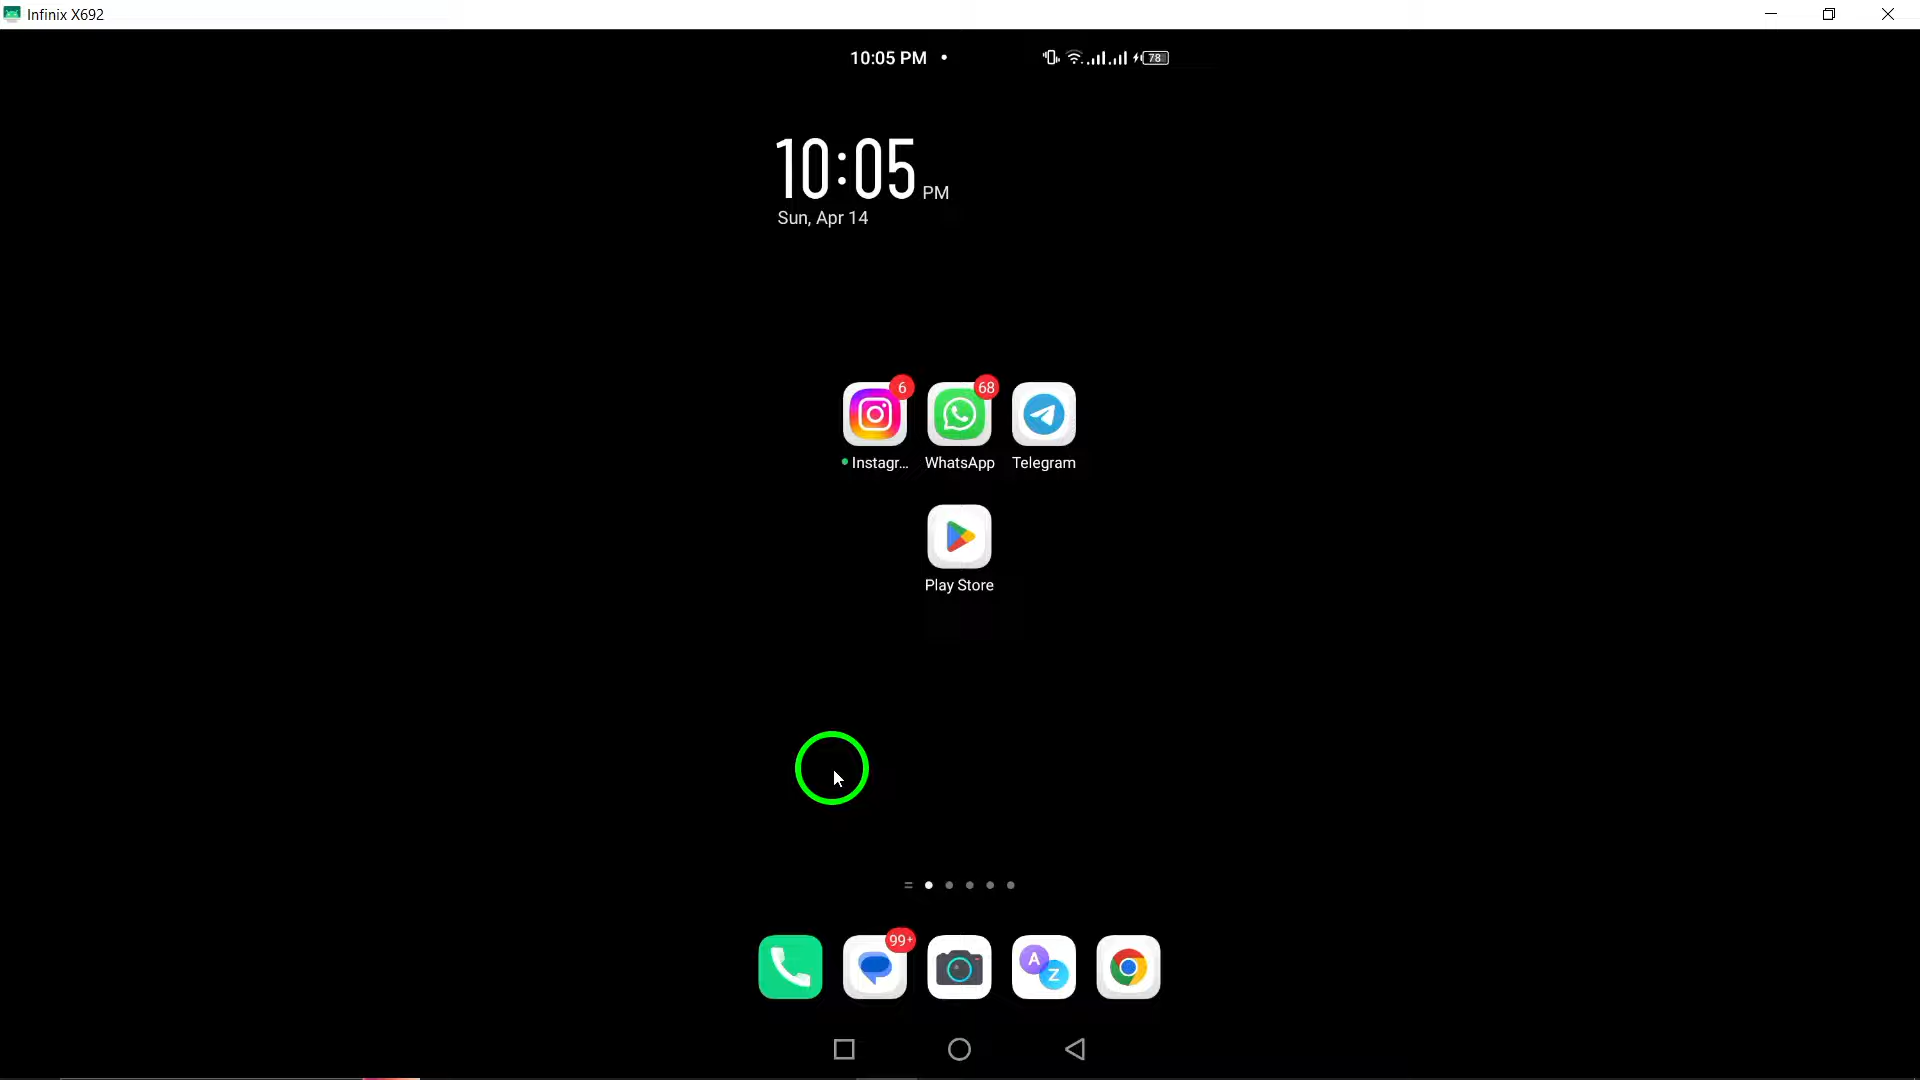 Infinix X692
10:05 PM
78
10:05 PM
Sun, Apr 14
6
68
Instagr...
WhatsApp
Telegram
Play Store
99+
A
Z